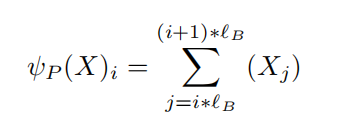 ψ_P(X)_i = \sum_{j=i*ℓ_B}^{(i+1)*ℓ_B} (X_j)